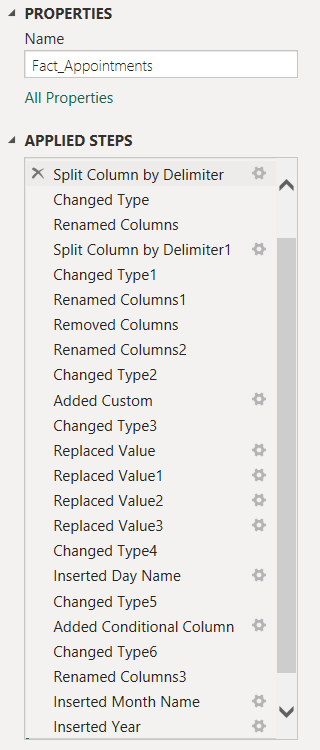 PROPERTIES
Name
Fact_Appointments
All Properties
APPLIED STEPS
Split Column by Delimiter
Changed Type
Renamed Columns
Split Column by Delimiter1
Changed Type1
Renamed Columns1
Removed Columns
Renamed Columns2
Changed Type2
Added Custom
Changed Type3
Replaced Value
Replaced Value1
Replaced Value2
Replaced Value3
Changed Type4
Inserted Day Name
Changed Type5
Added Conditional Column
Changed Type6
Renamed Columns3
Inserted Month Name
Inserted Year